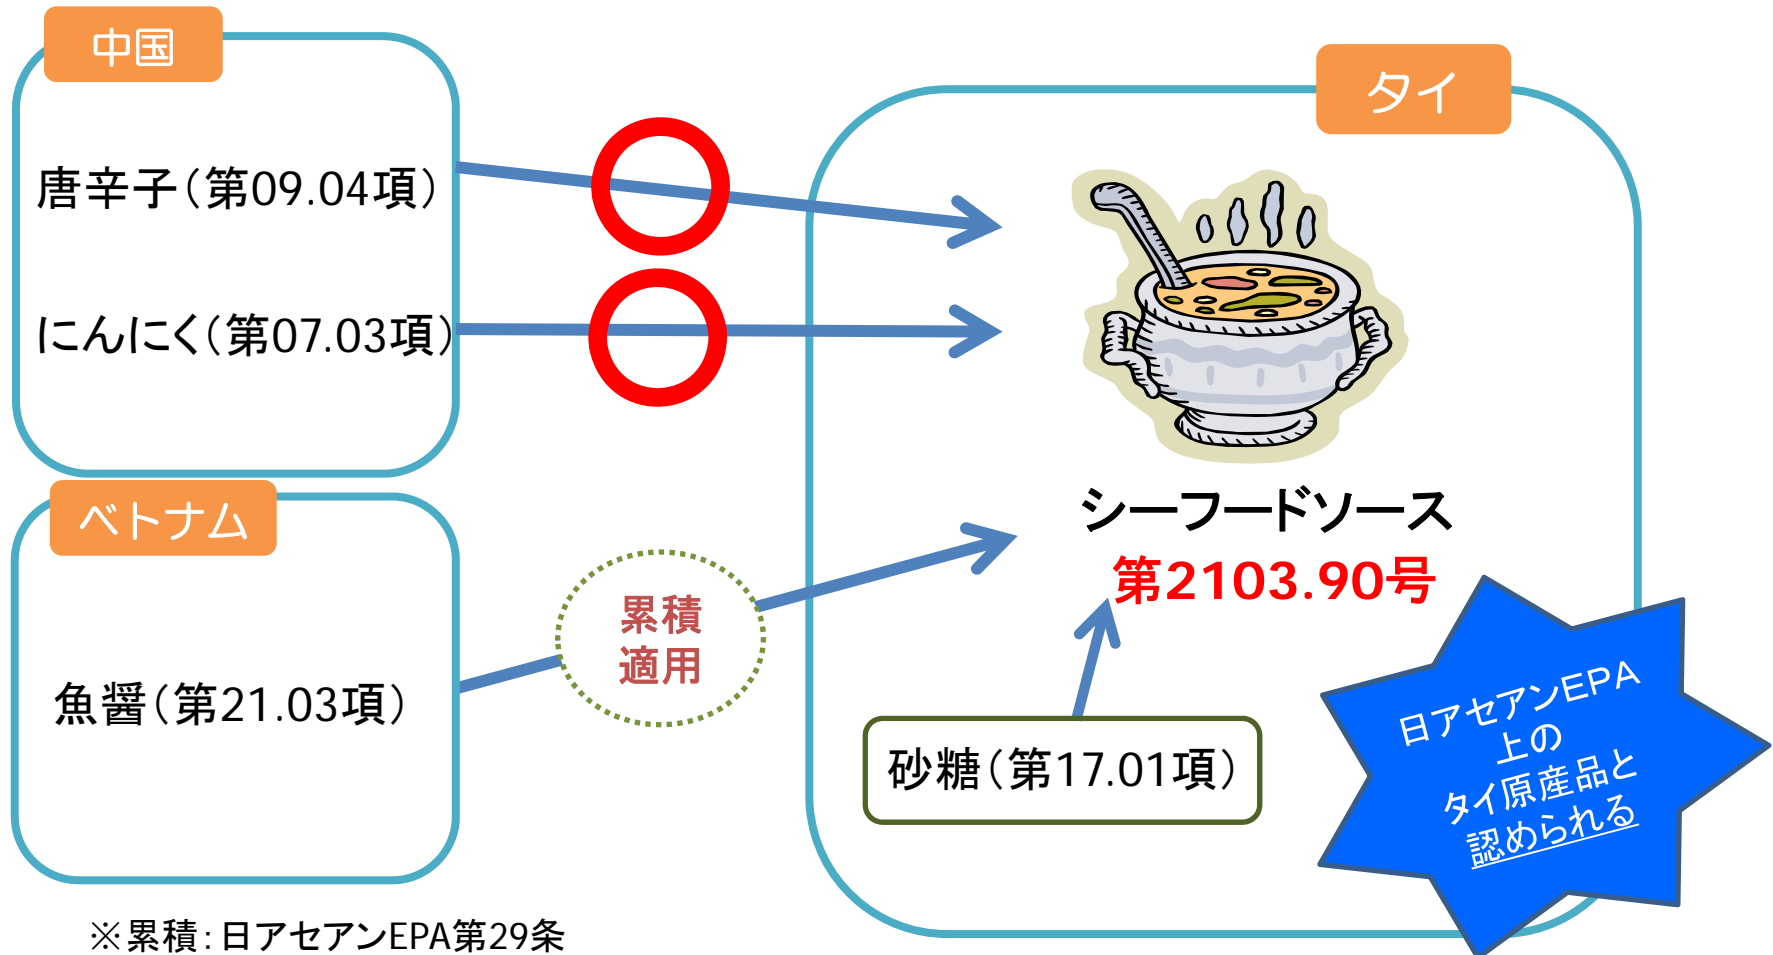 中国
唐辛子（第09.04項）
にんにく（第07.03項）
ベトナム
魚醤（第21.03項）
累積
適用
タイ
シーフードソース
第2103.90号
砂糖（第17.01項）
日アセアンEPA
上の
タイ原産品と
認められる
※累積：日アセアンEPA第29条